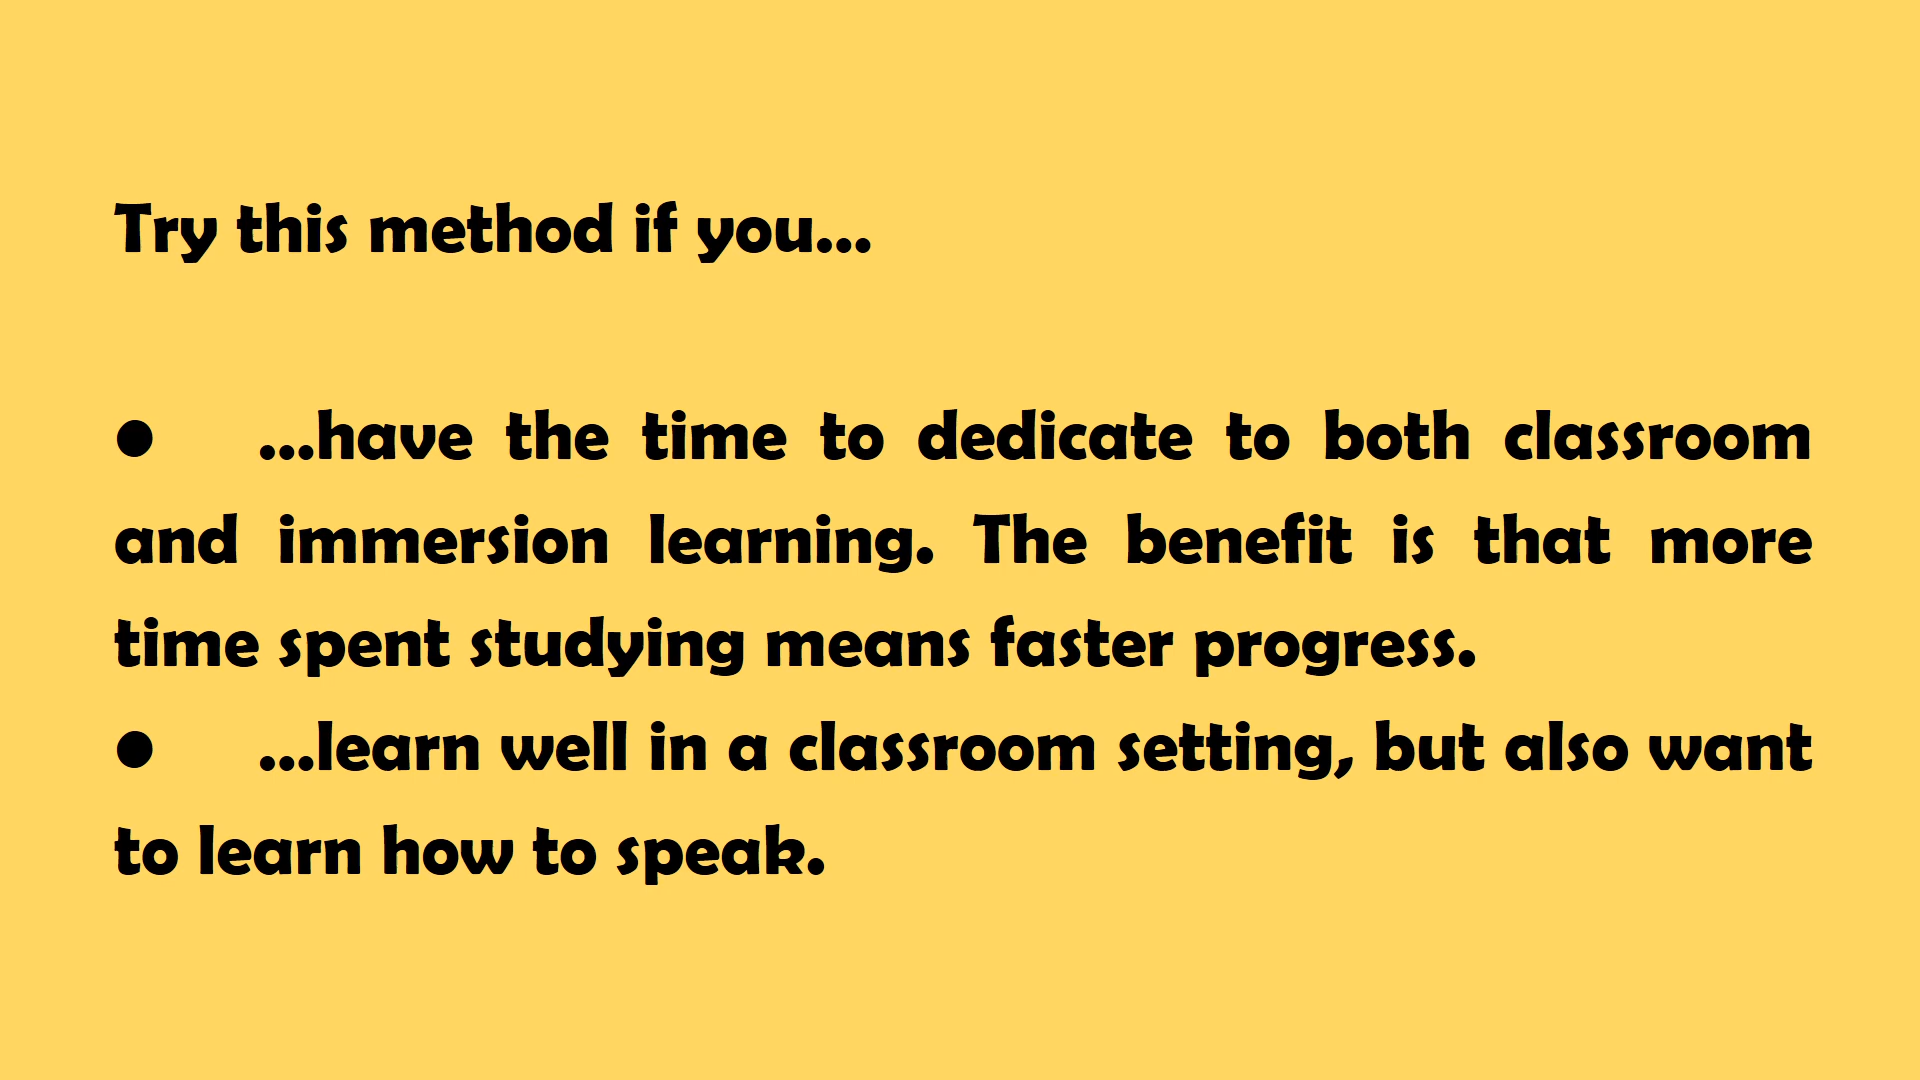 Try this method if you...
● ...have the time to dedicate to both classroom
and immersion learning. The benefit is that more
time spent studying means faster progress.
● ...learn well in a classroom setting, but also want
to learn how to speak.